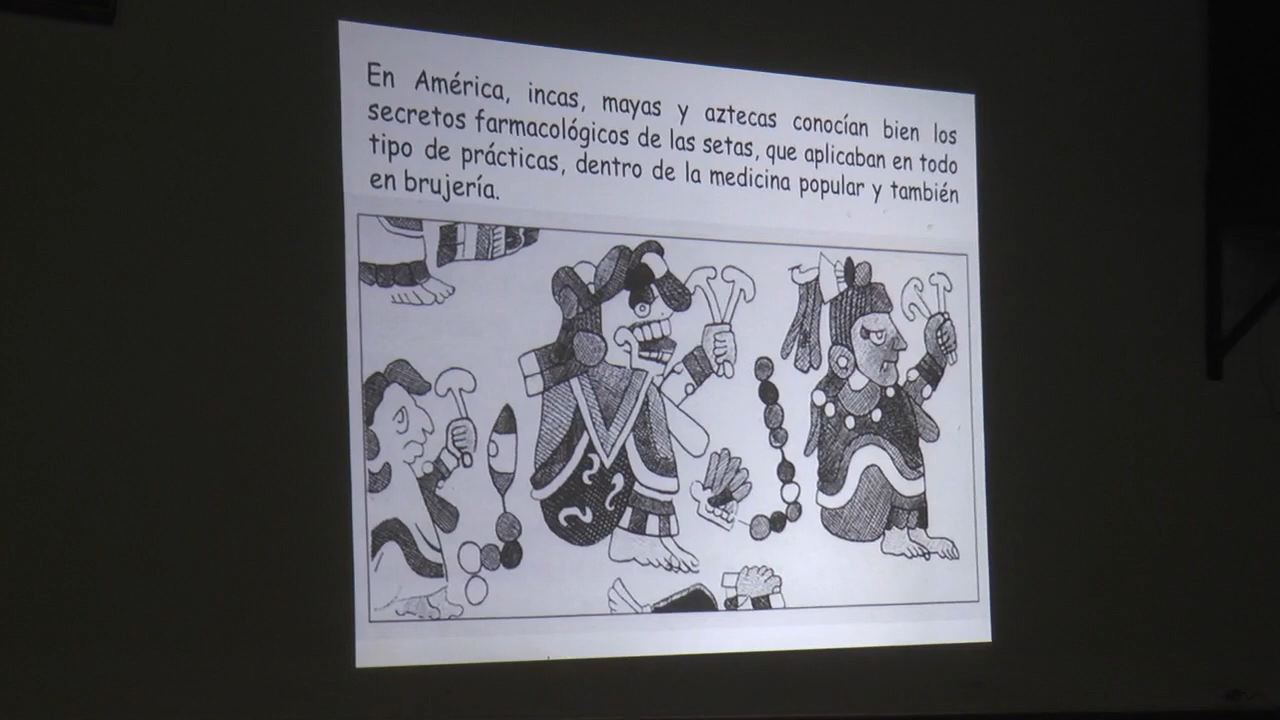 En América, incas, mayas y aztecas conocían bien los
secretos farmacológicos de las setas, que aplicaban en todo
tipo de prácticas, dentro de la medicina popular y también
en brujería.